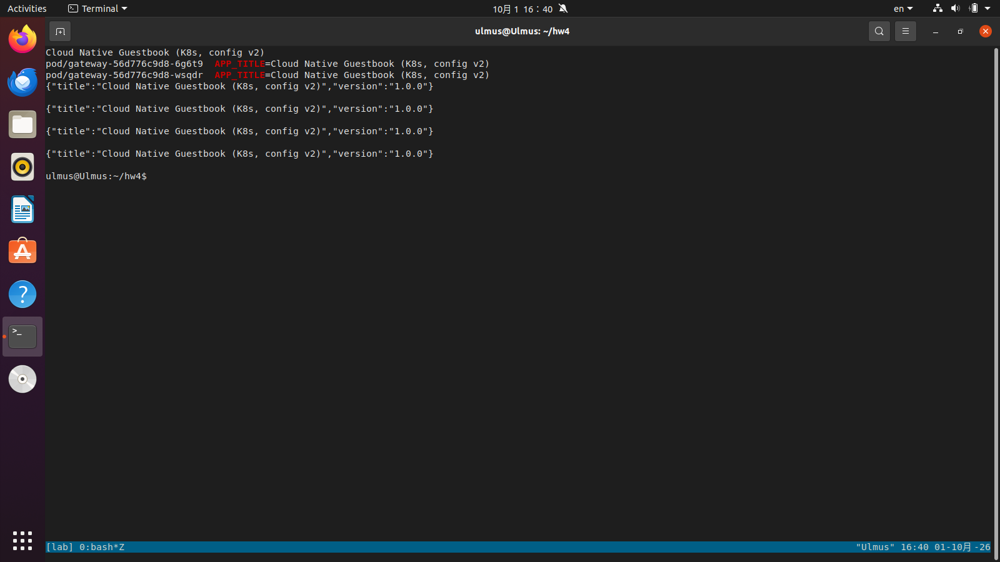 Activities
Terminal
10月 1 16：40
en
ulmus@Ulmus: ~/hw4
Cloud Native Guestbook (K8s, config v2)
pod/gateway-56d776c9d8-6g6t9  APP_TITLE=Cloud Native Guestbook (K8s, config v2)
pod/gateway-56d776c9d8-wsqdr  APP_TITLE=Cloud Native Guestbook (K8s, config v2)
{"title":"Cloud Native Guestbook (K8s, config v2)","version":"1.0.0"}
{"title":"Cloud Native Guestbook (K8s, config v2)","version":"1.0.0"}
{"title":"Cloud Native Guestbook (K8s, config v2)","version":"1.0.0"}
{"title":"Cloud Native Guestbook (K8s, config v2)","version":"1.0.0"}
ulmus@Ulmus:~/hw4$
[lab] 0:bash*Z
"Ulmus" 16:40 01-10月-26